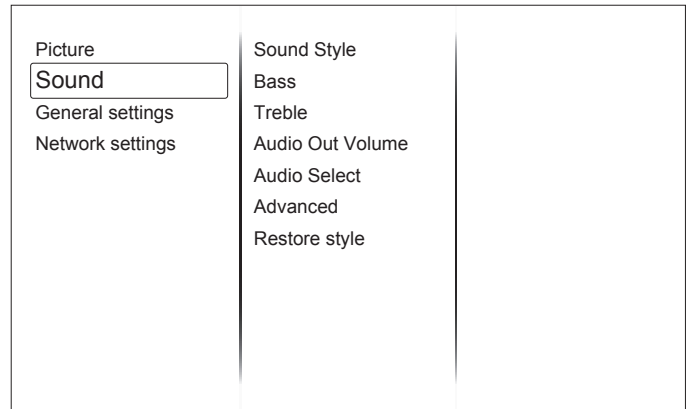 Picture
Sound
General settings
Network settings
Sound Style
Bass
Treble
Audio Out Volume
Audio Select
Advanced
Restore style